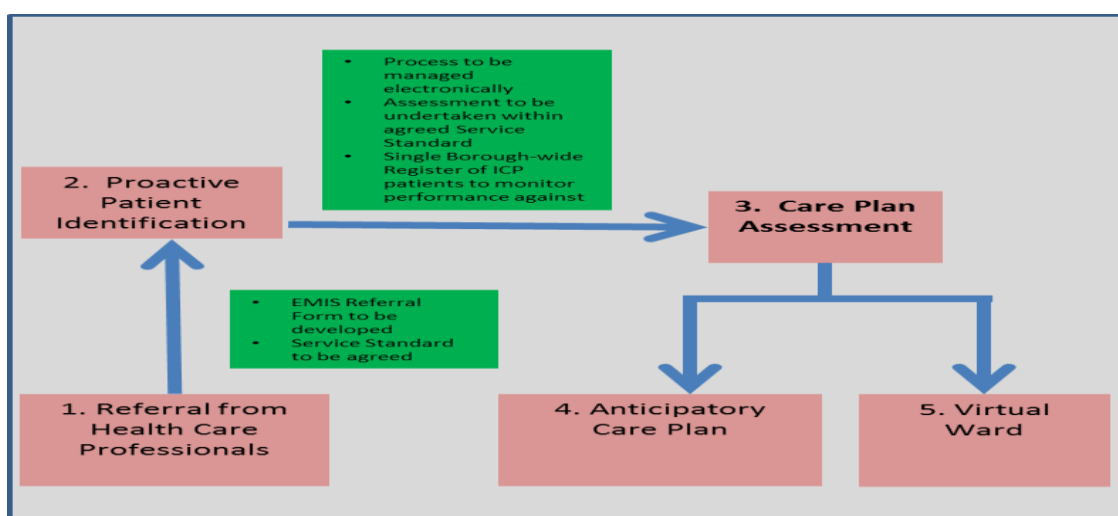 • Process to be
managed
electronically
• Assessment to be
undertaken within
agreed Service
Standard
• Single Borough-wide
Register of ICP
patients to monitor
performance against
2. Proactive
Patient
Identification
3. Care Plan
Assessment
• EMIS Referral
Form to be
developed
• Service Standard
to be agreed
1. Referral from
Health Care
Professionals
4. Anticipatory
Care Plan
5. Virtual
Ward